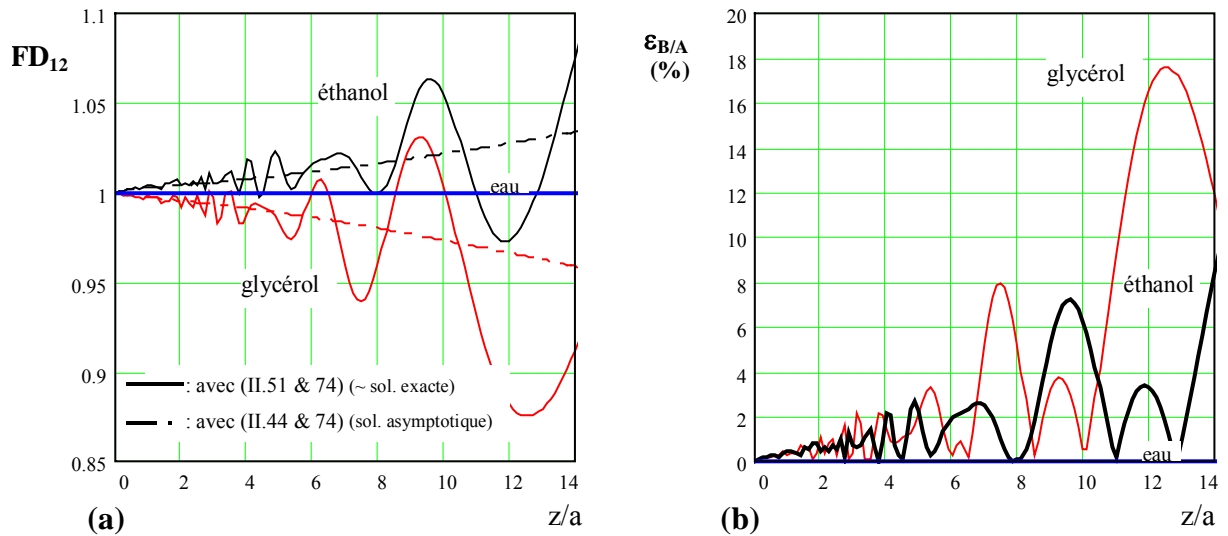 FD12
1.1
1.05
1
0.95
0.9
0.85
éthanol
eau
glycérol
: avec (II.51 & 74) (~ sol. exacte)
: avec (II.44 & 74) (sol. asymptotique)
0 2 4 6 8 10 12 14
(a)
z/a
εB/A
(%)
20
18
16
14
12
10
8
6
4
2
0
glycérol
éthanol
eau
0 2 4 6 8 10 12 14
(b)
z/a